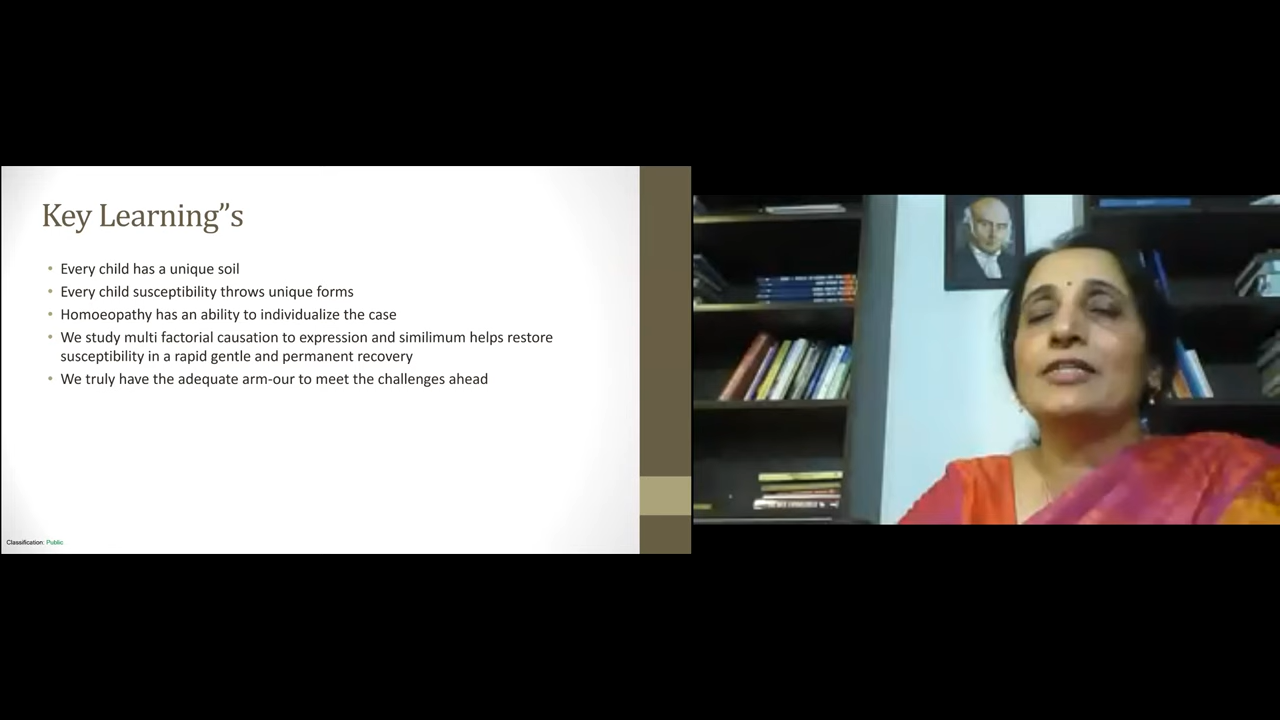 Key Learning”s
• Every child has a unique soil
• Every child susceptibility throws unique forms
• Homoeopathy has an ability to individualize the case
• We study multi factorial causation to expression and similimum helps restore
susceptibility in a rapid gentle and permanent recovery
• We truly have the adequate arm-our to meet the challenges ahead
Classification: Public